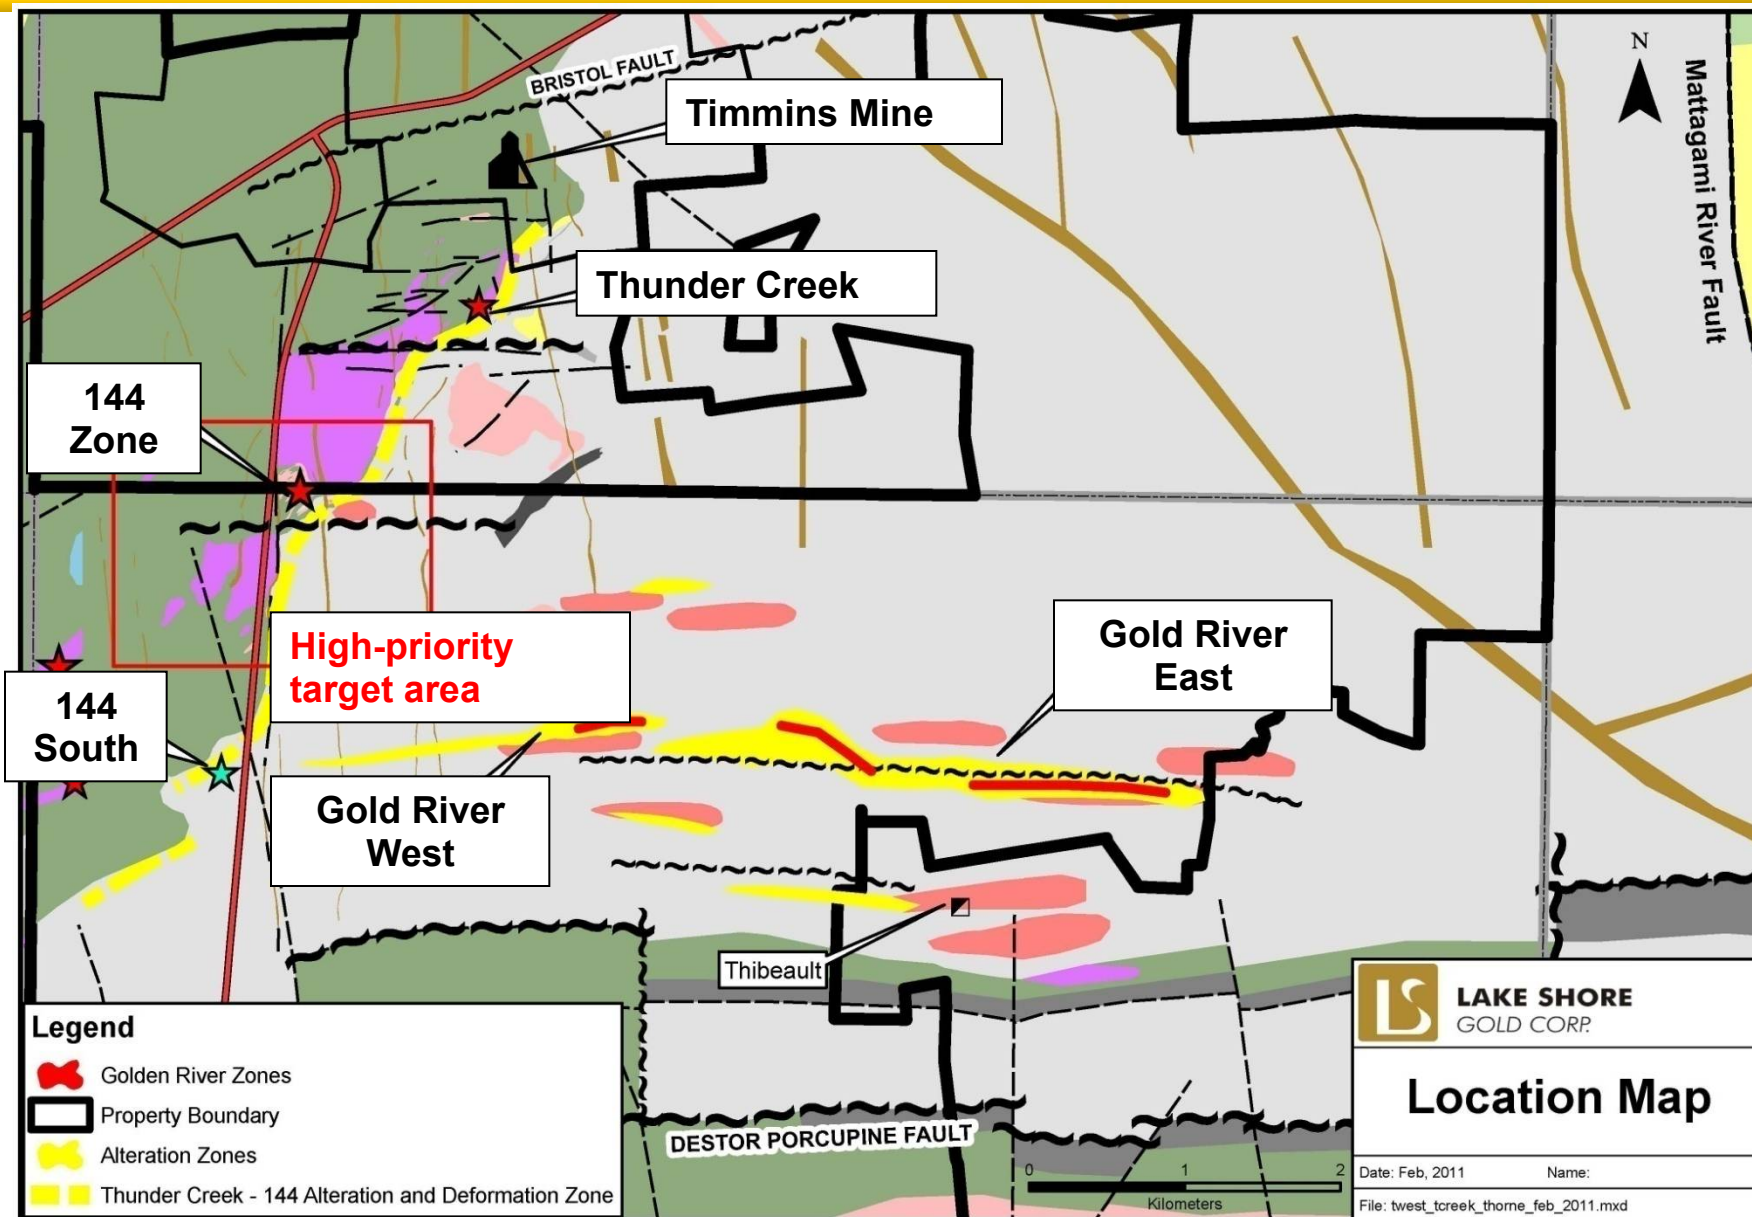 BRISTOL FAULT
Timmins Mine
N
Mattagami River Fault
Thunder Creek
144
Zone
High-priority
target area
Gold River
East
144
South
Gold River
West
Thibeault
DESTOR PORCUPINE FAULT
Legend
Golden River Zones
Property Boundary
Alteration Zones
Thunder Creek - 144 Alteration and Deformation Zone
0 1 2
Kilometers
LS
LAKE SHORE
GOLD CORP.
Location Map
Date: Feb, 2011 Name:
File: twest_tcreek_thorne_feb_2011.mxd